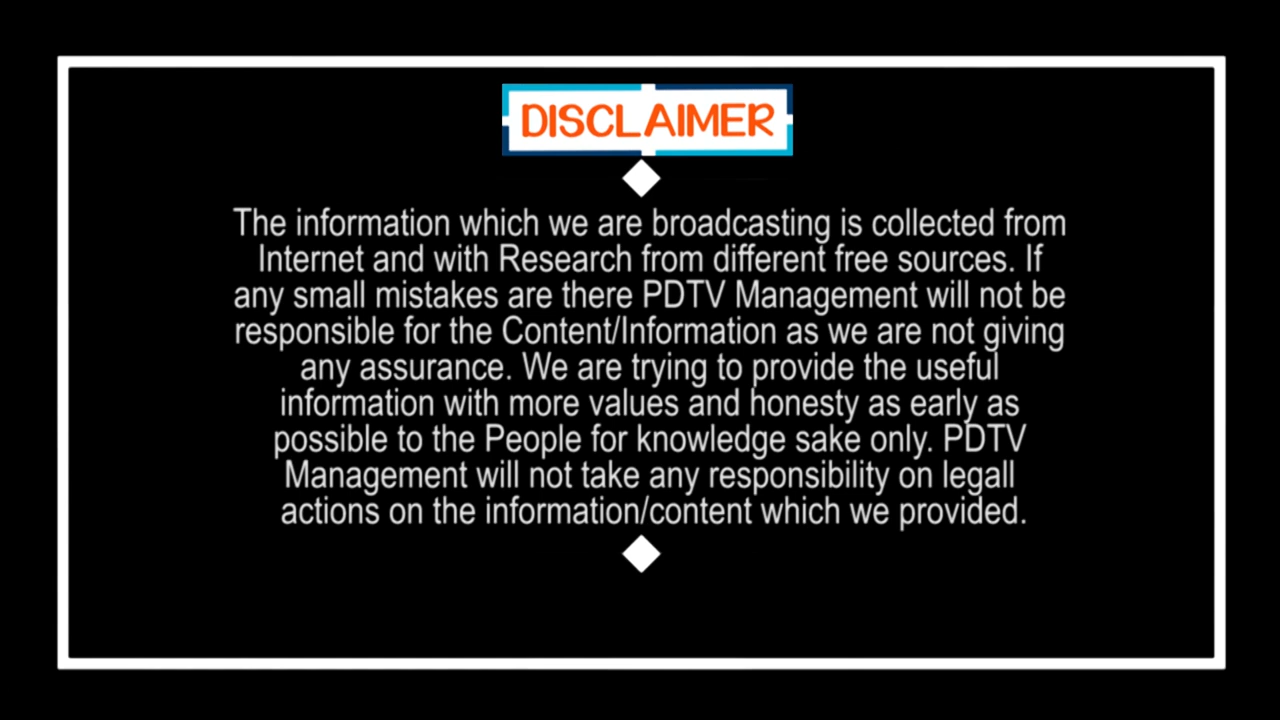 DISCLAIMER
The information which we are broadcasting is collected from
Internet and with Research from different free sources. If
any small mistakes are there PDTV Management will not be
responsible for the Content/Information as we are not giving
any assurance. We are trying to provide the useful
information with more values and honesty as early as
possible to the People for knowledge sake only. PDTV
Management will not take any responsibility on legall
actions on the information/content which we provided.